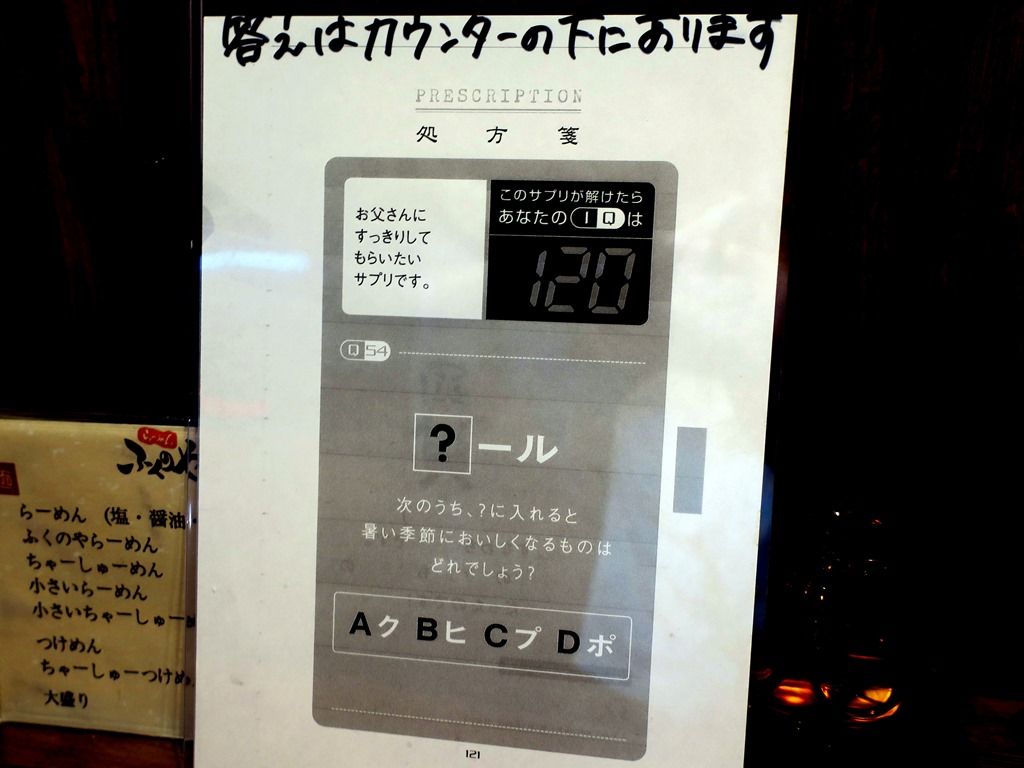 答えはカウンターの下におります
PRESCRIPTION
処方箋
お父さんに
すっきりして
もらいたい
サプリです。
このサプリが解けたら
あなたのIQは
120
Q54
?ール
次のうち、?に入れると
暑い季節においしくなるものは
どれでしょう?
Aク Bヒ Cプ Dポ
121
らーめん (塩・醤油・
ふくのやらーめん
ちゃーしゅーめん
小さいらーめん
小さいちゃーしゅー
つけめん
ちゃーしゅーつけめ
大盛り